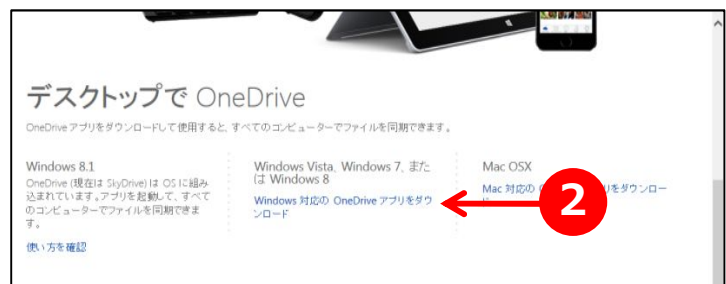 デスクトップで OneDrive
OneDrive アプリをダウンロードして使用すると、すべてのコンピューターでファイルを同期できます。
Windows 8.1
OneDrive (現在は SkyDrive) は OS に組み
込まれています。アプリを起動して、すべて
のコンピューターでファイルを同期できま
す。
使い方を確認
Windows Vista、Windows 7、また
は Windows 8
Windows 対応の OneDrive アプリをダウ
ンロード
Mac OSX
Mac 対応の リをダウンロー
2